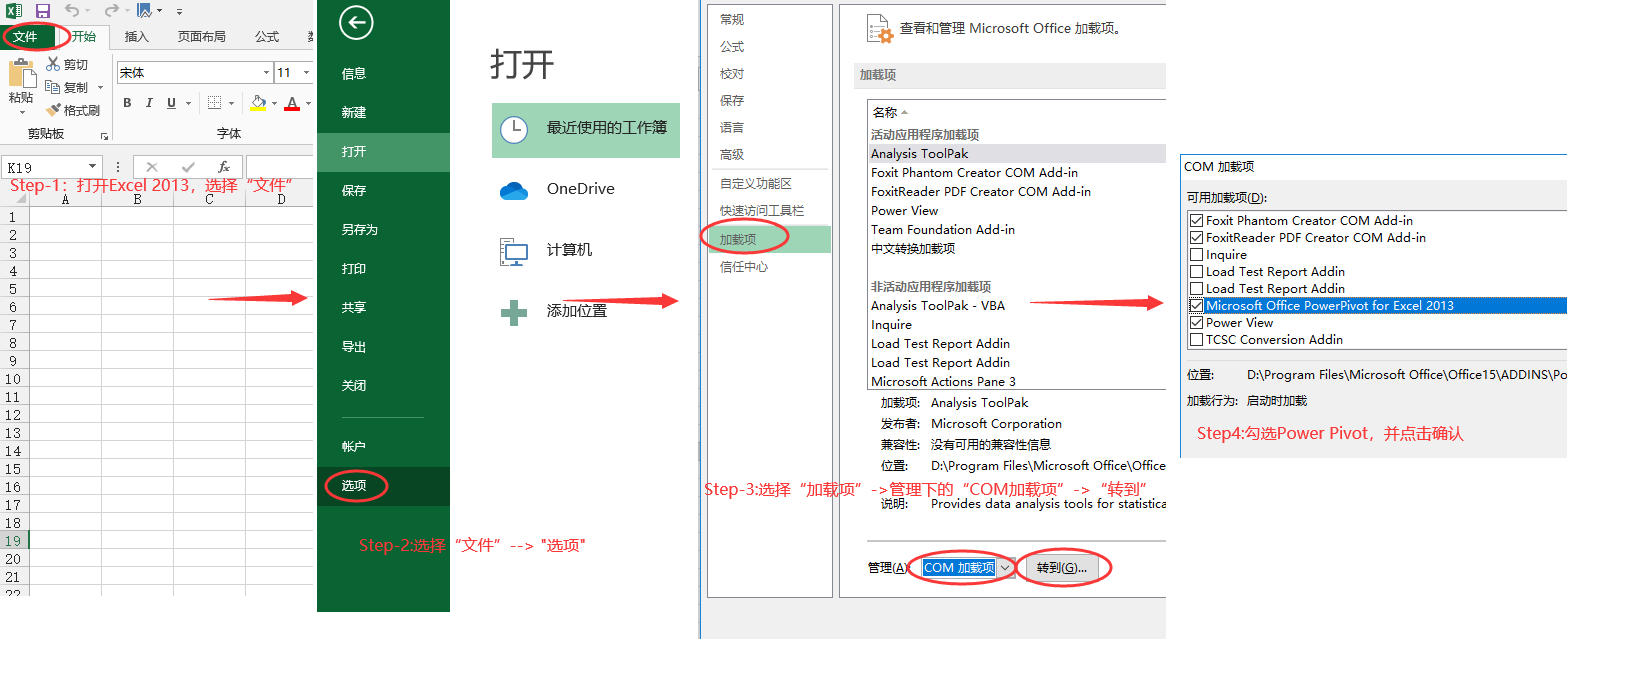 文件
开始
插入
页面布局
公式
粘贴
剪切
复制
格式刷
剪贴板
宋体
11
B I U
A
字体
K19
fx
Step-1：打开Excel 2013，选择“文件”
A B C D
1
2
3
4
5
6
7
8
9
10
11
12
13
14
15
16
17
18
19
20
21
22
信息
新建
打开
保存
另存为
打印
共享
导出
关闭
帐户
选项
打开
最近使用的工作簿
OneDrive
计算机
添加位置
Step-2:选择“文件”--> "选项"
常规
公式
校对
保存
语言
高级
自定义功能区
快速访问工具栏
加载项
信任中心
查看和管理 Microsoft Office 加载项。
加载项
名称
活动应用程序加载项
Analysis ToolPak
Foxit Phantom Creator COM Add-in
FoxitReader PDF Creator COM Add-in
Power View
Team Foundation Add-in
中文转换加载项
非活动应用程序加载项
Analysis ToolPak - VBA
Inquire
Load Test Report Addin
Load Test Report Addin
Microsoft Actions Pane 3
加载项: Analysis ToolPak
发布者: Microsoft Corporation
兼容性: 没有可用的兼容性信息
位置: D:\Program Files\Microsoft Office\Office
Step-3:选择“加载项”->管理下的“COM加载项”->“转到”
说明: Provides data analysis tools for statistica
管理(A): COM 加载项 转到(G)...
COM 加载项
可用加载项(D):
Foxit Phantom Creator COM Add-in
FoxitReader PDF Creator COM Add-in
Inquire
Load Test Report Addin
Load Test Report Addin
Microsoft Office PowerPivot for Excel 2013
Power View
TCSC Conversion Addin
位置: D:\Program Files\Microsoft Office\Office15\ADDINS\Po
加载行为: 启动时加载
Step4:勾选Power Pivot，并点击确认